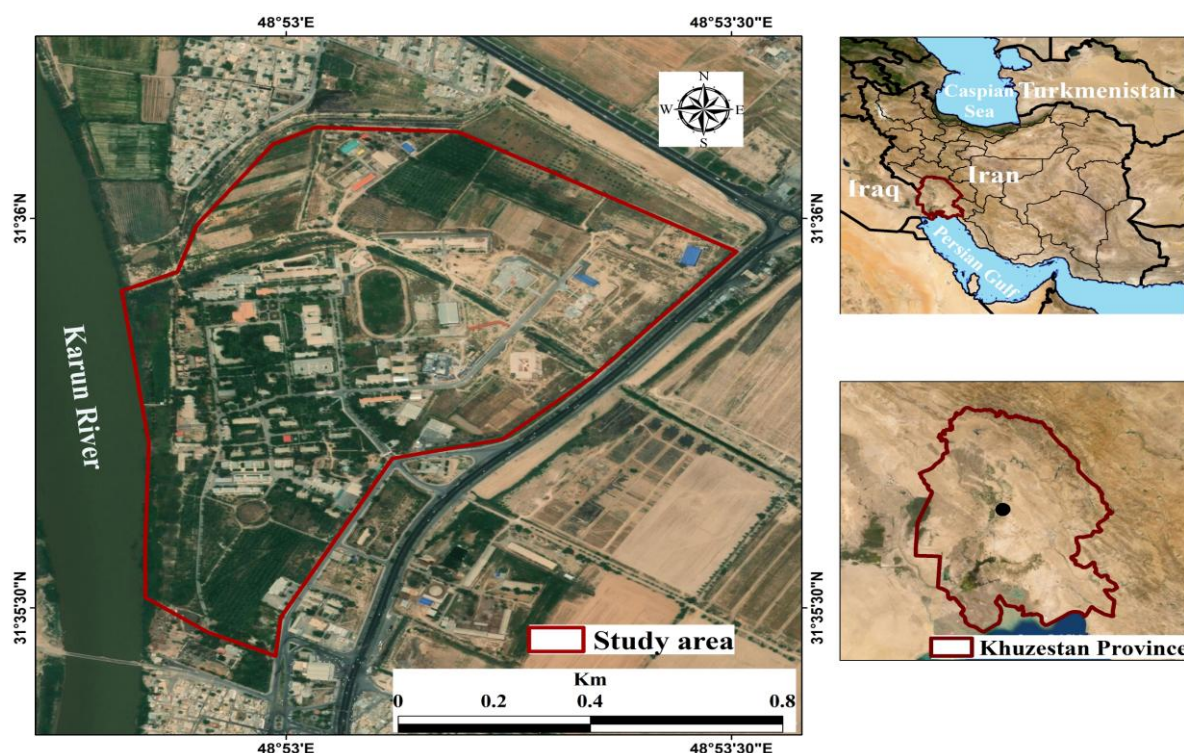 48°53'E
48°53'30"E
N
W
E
S
31°36'N
31°36'N
Karun River
31°35'30"N
31°35'30"N
Study area
Km
0
0.2
0.4
0.8
48°53'E
48°53'30"E
Caspian
Sea
Turkmenistan
Iraq
Iran
Persian Gulf
Khuzestan Province